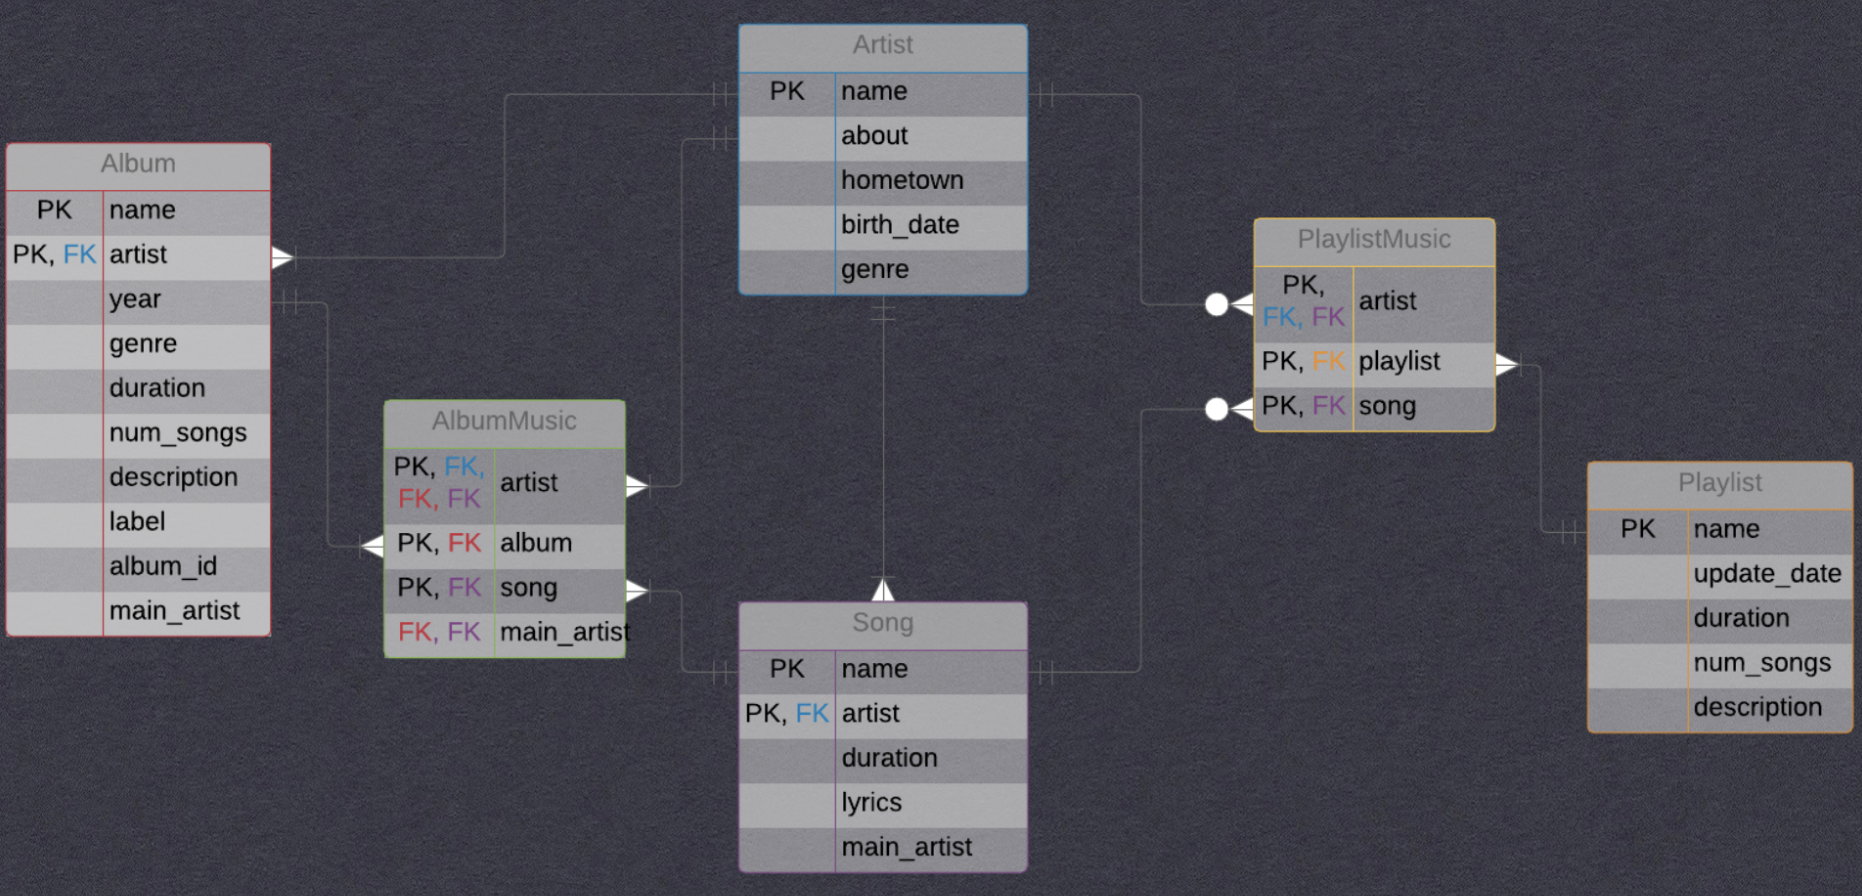 Artist
PK name
about
hometown
birth_date
genre
Album
PK name
PK, FK artist
year
genre
duration
num_songs
description
label
album_id
main_artist
AlbumMusic
PK, FK,
FK, FK artist
PK, FK album
PK, FK song
FK, FK main_artist
Song
PK name
PK, FK artist
duration
lyrics
main_artist
PlaylistMusic
PK,
FK, FK artist
PK, FK playlist
PK, FK song
Playlist
PK name
update_date
duration
num_songs
description